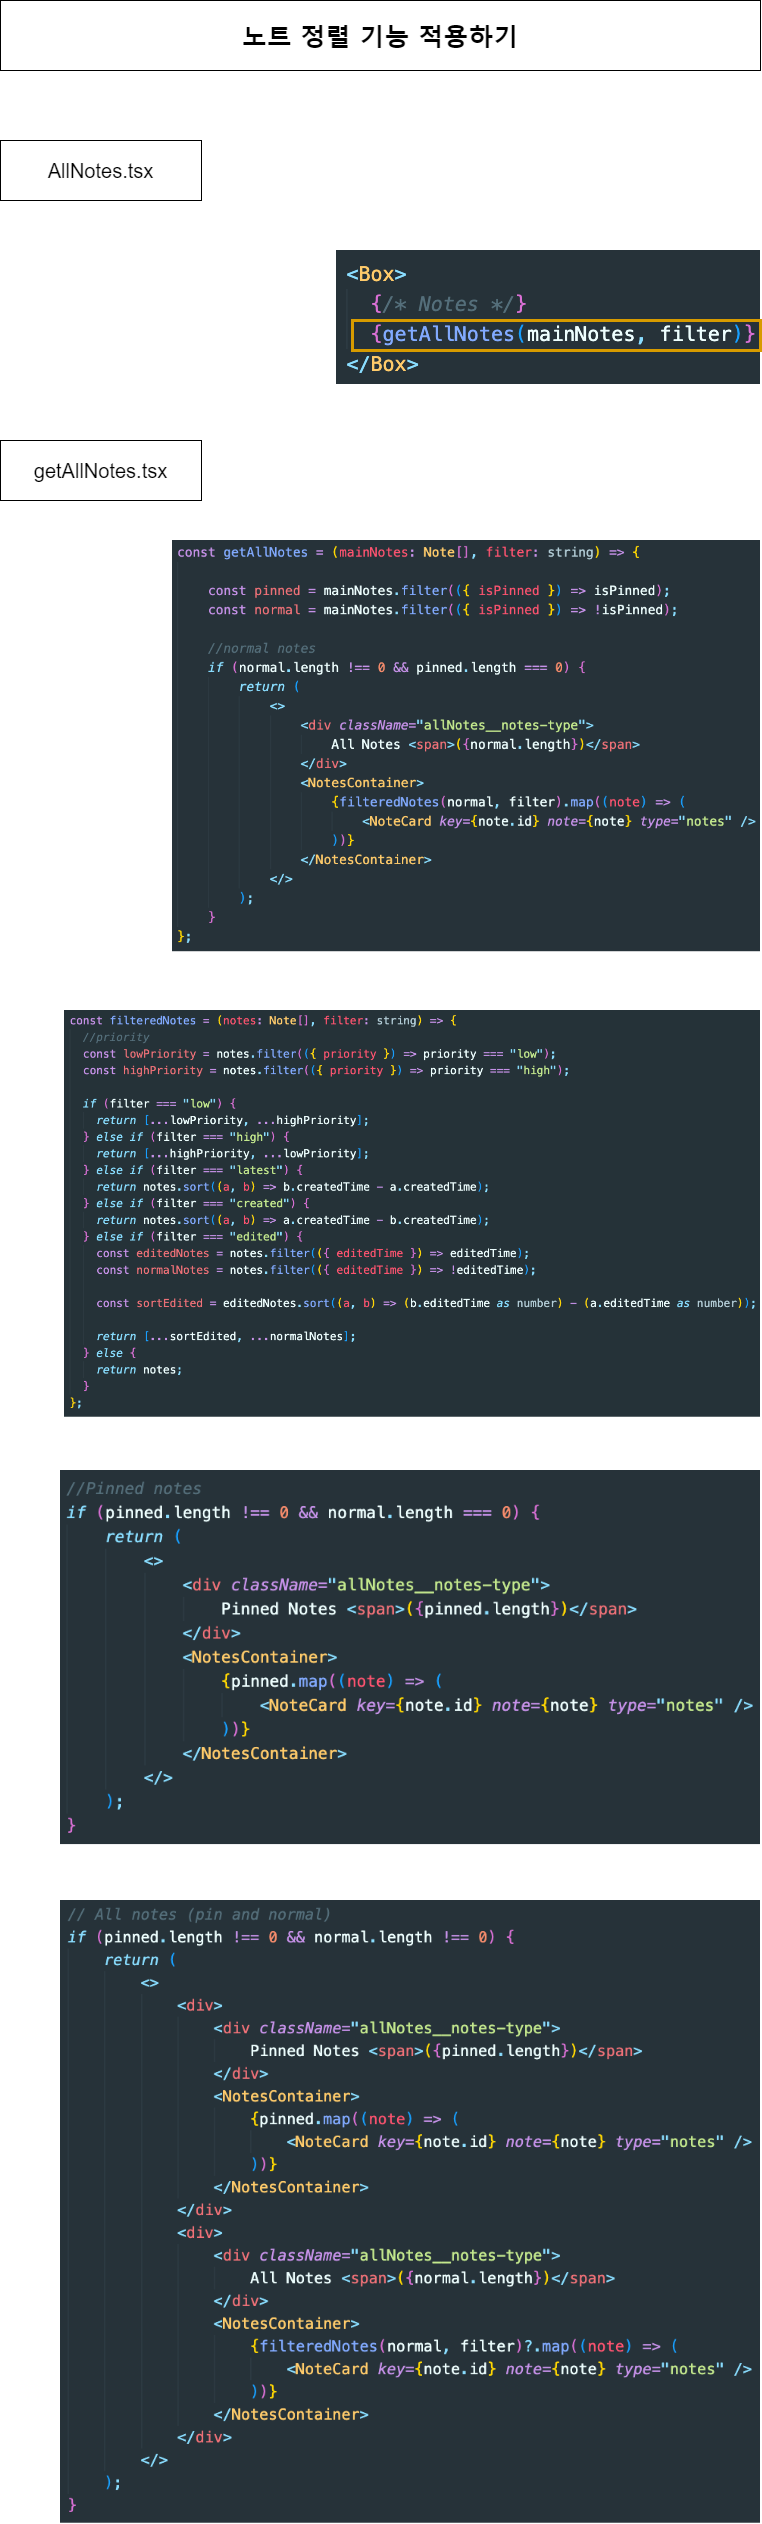 노트 정렬 기능 적용하기
AllNotes.tsx
<Box>
{/* Notes */}
{getAllNotes(mainNotes, filter)}
</Box>
getAllNotes.tsx
const getAllNotes = (mainNotes: Note[], filter: string) => {
const pinned = mainNotes.filter(({ isPinned }) => isPinned);
const normal = mainNotes.filter(({ isPinned }) => !isPinned);
//normal notes
if (normal.length !== 0 && pinned.length === 0) {
return (
<>
<div className="allNotes__notes-type">
All Notes <span>({normal.length})</span>
</div>
<NotesContainer>
{filteredNotes(normal, filter).map((note) => (
<NoteCard key={note.id} note={note} type="notes" />
))}
</NotesContainer>
</>
);
}
};
const filteredNotes = (notes: Note[], filter: string) => {
//priority
const lowPriority = notes.filter(({ priority }) => priority === "low");
const highPriority = notes.filter(({ priority }) => priority === "high");
if (filter === "low") {
return [...lowPriority, ...highPriority];
} else if (filter === "high") {
return [...highPriority, ...lowPriority];
} else if (filter === "latest") {
return notes.sort((a, b) => b.createdTime - a.createdTime);
} else if (filter === "created") {
return notes.sort((a, b) => a.createdTime - b.createdTime);
} else if (filter === "edited") {
const editedNotes = notes.filter(({ editedTime }) => editedTime);
const normalNotes = notes.filter(({ editedTime }) => !editedTime);
const sortEdited = editedNotes.sort((a, b) => (b.editedTime as number) - (a.editedTime as number));
return [...sortEdited, ...normalNotes];
} else {
return notes;
}
};
//Pinned notes
if (pinned.length !== 0 && normal.length === 0) {
return (
<>
<div className="allNotes__notes-type">
Pinned Notes <span>({pinned.length})</span>
</div>
<NotesContainer>
{pinned.map((note) => (
<NoteCard key={note.id} note={note} type="notes" />
))}
</NotesContainer>
</>
);
}
// All notes (pin and normal)
if (pinned.length !== 0 && normal.length !== 0) {
return (
<>
<div>
<div className="allNotes__notes-type">
Pinned Notes <span>({pinned.length})</span>
</div>
<NotesContainer>
{pinned.map((note) => (
<NoteCard key={note.id} note={note} type="notes" />
))}
</NotesContainer>
</div>
<div>
<div className="allNotes__notes-type">
All Notes <span>({normal.length})</span>
</div>
<NotesContainer>
{filteredNotes(normal, filter)?.map((note) => (
<NoteCard key={note.id} note={note} type="notes" />
))}
</NotesContainer>
</div>
</>
);
}